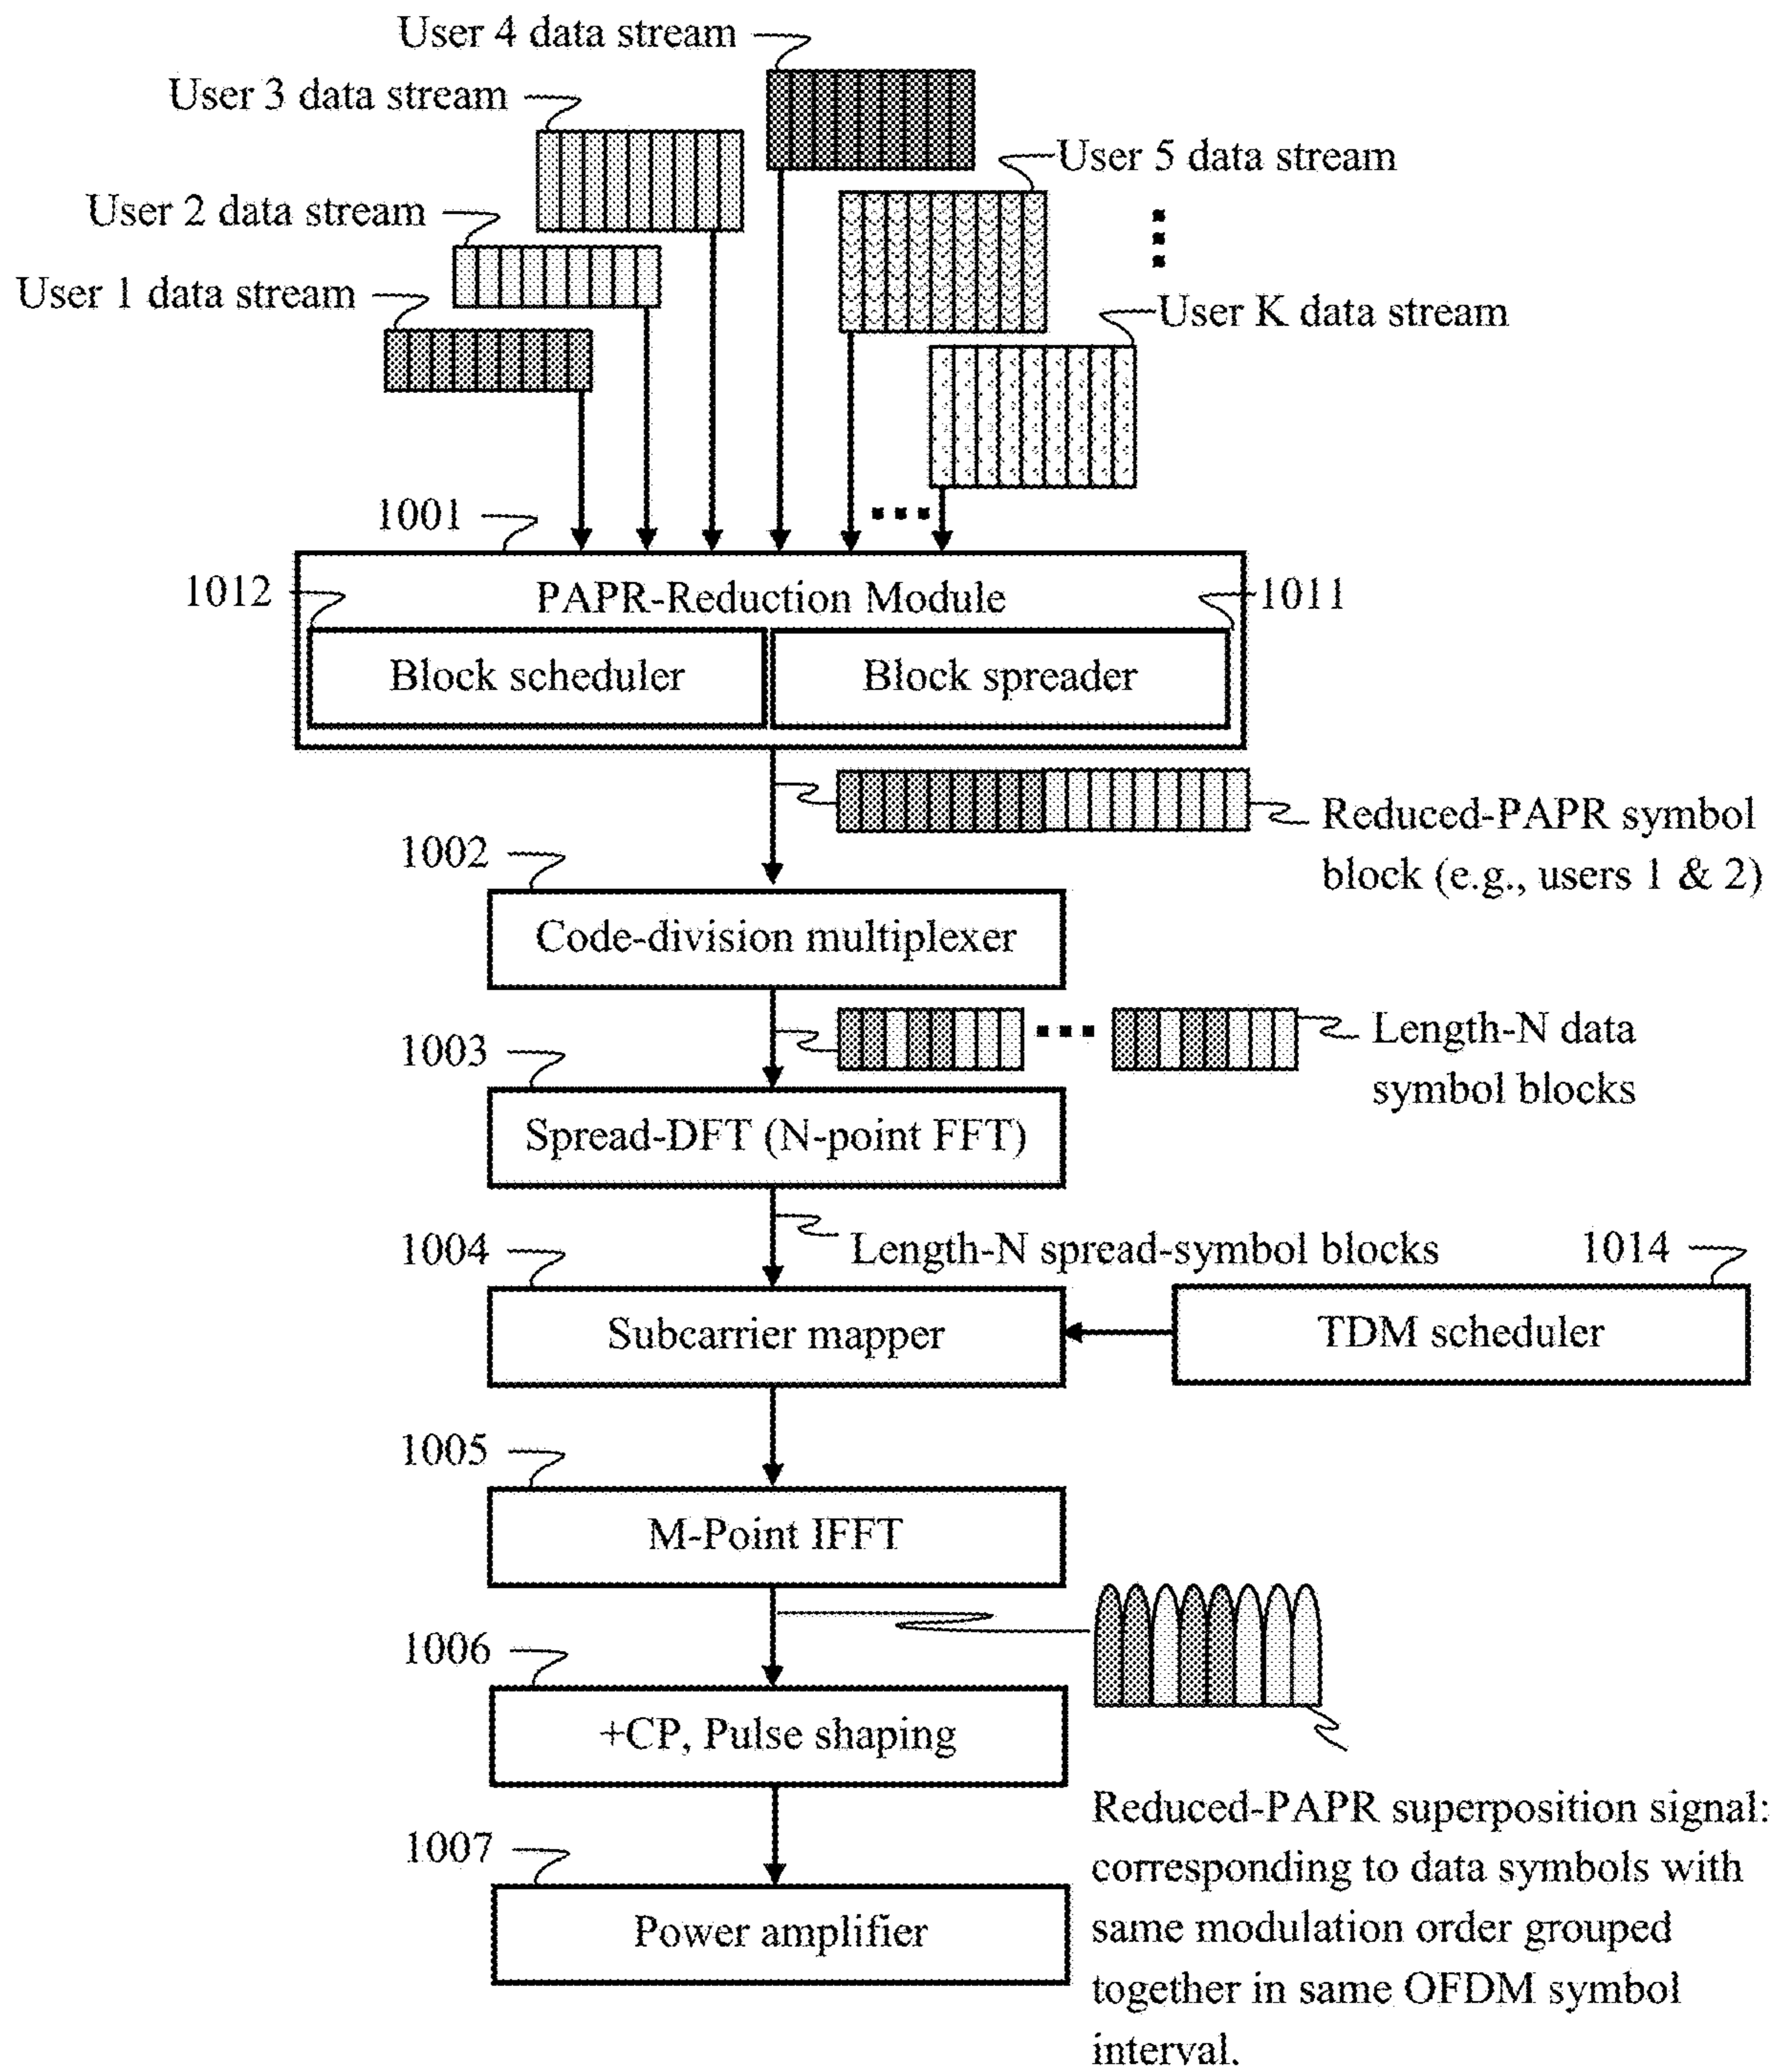 User 4 data stream
User 3 data stream
User 5 data stream
User 2 data stream
User 1 data stream
User K data stream
1001
1012
PAPR-Reduction Module
1011
Block scheduler
Block spreader
Reduced-PAPR symbol
block (e.g., users 1 & 2)
1002
Code-division multiplexer
Length-N data
symbol blocks
1003
Spread-DFT (N-point FFT)
Length-N spread-symbol blocks
1004
1014
Subcarrier mapper
TDM scheduler
1005
M-Point IFFT
1006
+CP, Pulse shaping
Reduced-PAPR superposition signal:
corresponding to data symbols with
same modulation order grouped
together in same OFDM symbol
interval.
1007
Power amplifier